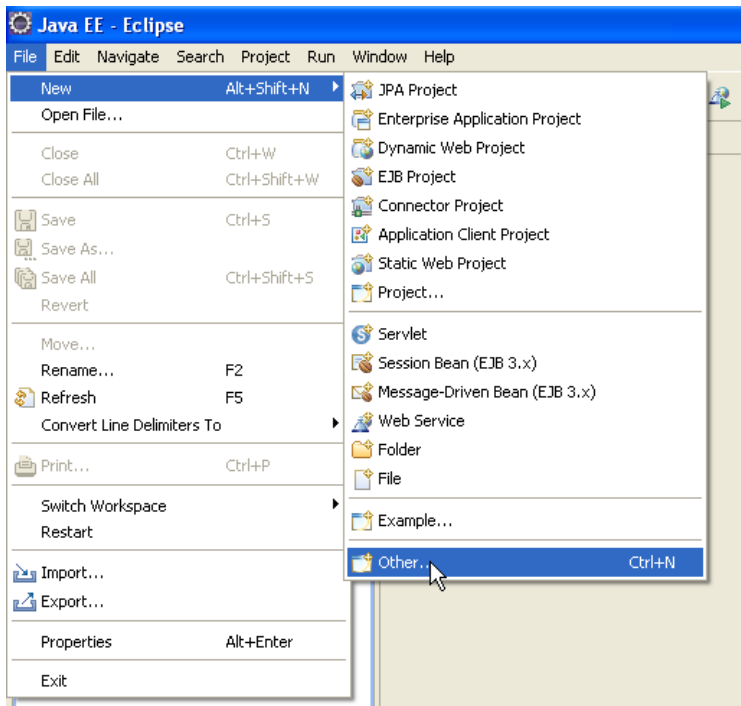 Java EE - Eclipse
File Edit Navigate Search Project Run Window Help
New Alt+Shift+N
Open File...
Close Ctrl+W
Close All Ctrl+Shift+W
Save Ctrl+S
Save As...
Save All Ctrl+Shift+S
Revert
Move...
Rename... F2
Refresh F5
Convert Line Delimiters To
Print... Ctrl+P
Switch Workspace
Restart
Import...
Export...
Properties Alt+Enter
Exit
JPA Project
Enterprise Application Project
Dynamic Web Project
EJB Project
Connector Project
Application Client Project
Static Web Project
Project...
Servlet
Session Bean (EJB 3.x)
Message-Driven Bean (EJB 3.x)
Web Service
Folder
File
Example...
Other... Ctrl+N